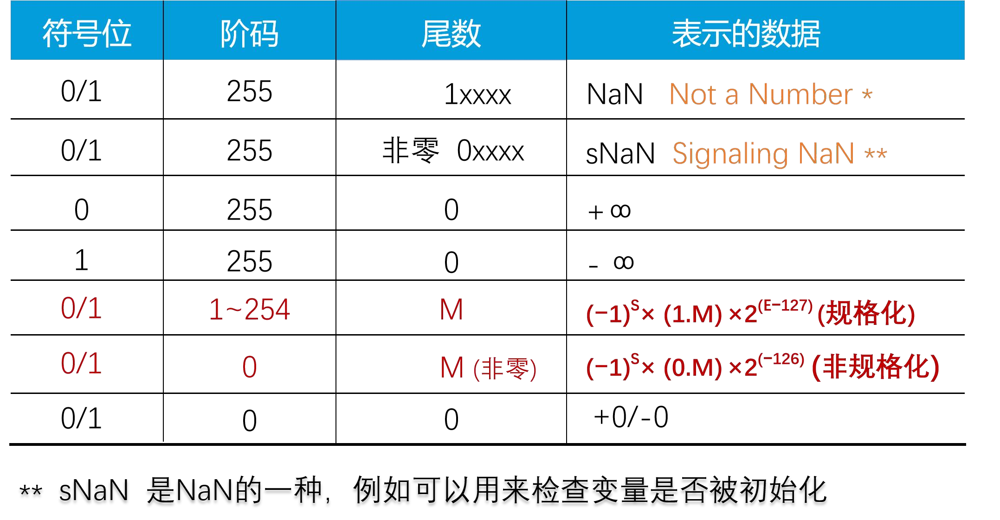 符号位 阶码 尾数 表示的数据
0/1 255 1xxxx NaN Not a Number *
0/1 255 非零 0xxxx sNaN Signaling NaN **
0 255 0 +∞
1 255 0 - ∞
0/1 1~254 M (−1)^S× (1.M) ×2^(E−127) (规格化)
0/1 0 M (非零) (−1)^S× (0.M) ×2^(−126) (非规格化)
0/1 0 0 +0/-0
** sNaN 是NaN的一种, 例如可以用来检查变量是否被初始化